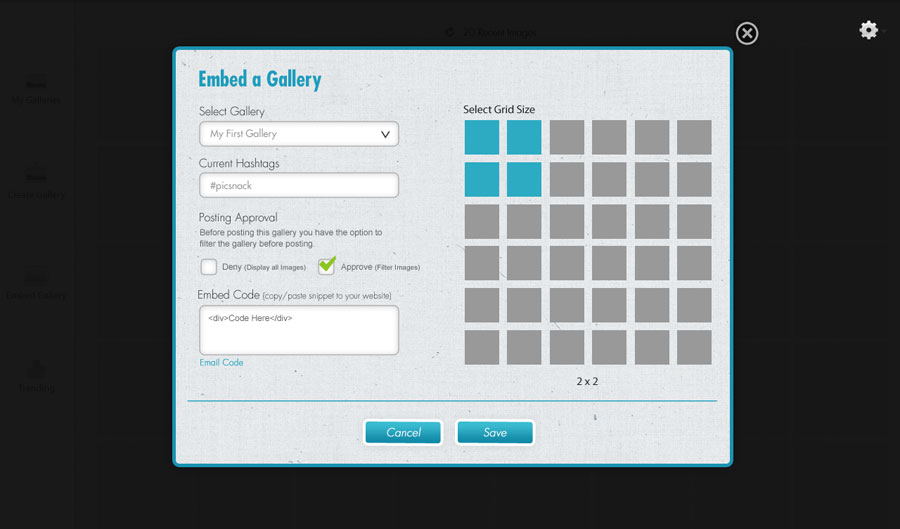 20 Recent Images
My Galleries
Create Gallery
Embed Gallery
Trending
Embed a Gallery
Select Gallery
My First Gallery
Current Hashtags
#picsnack
Posting Approval
Before posting this gallery you have the option to
filter the gallery before posting.
Deny (Display all Images) Approve (Filter Images)
Embed Code (copy/paste snippet to your website)
<div>Code Here</div>
Email Code
Select Grid Size
2 x 2
Cancel Save